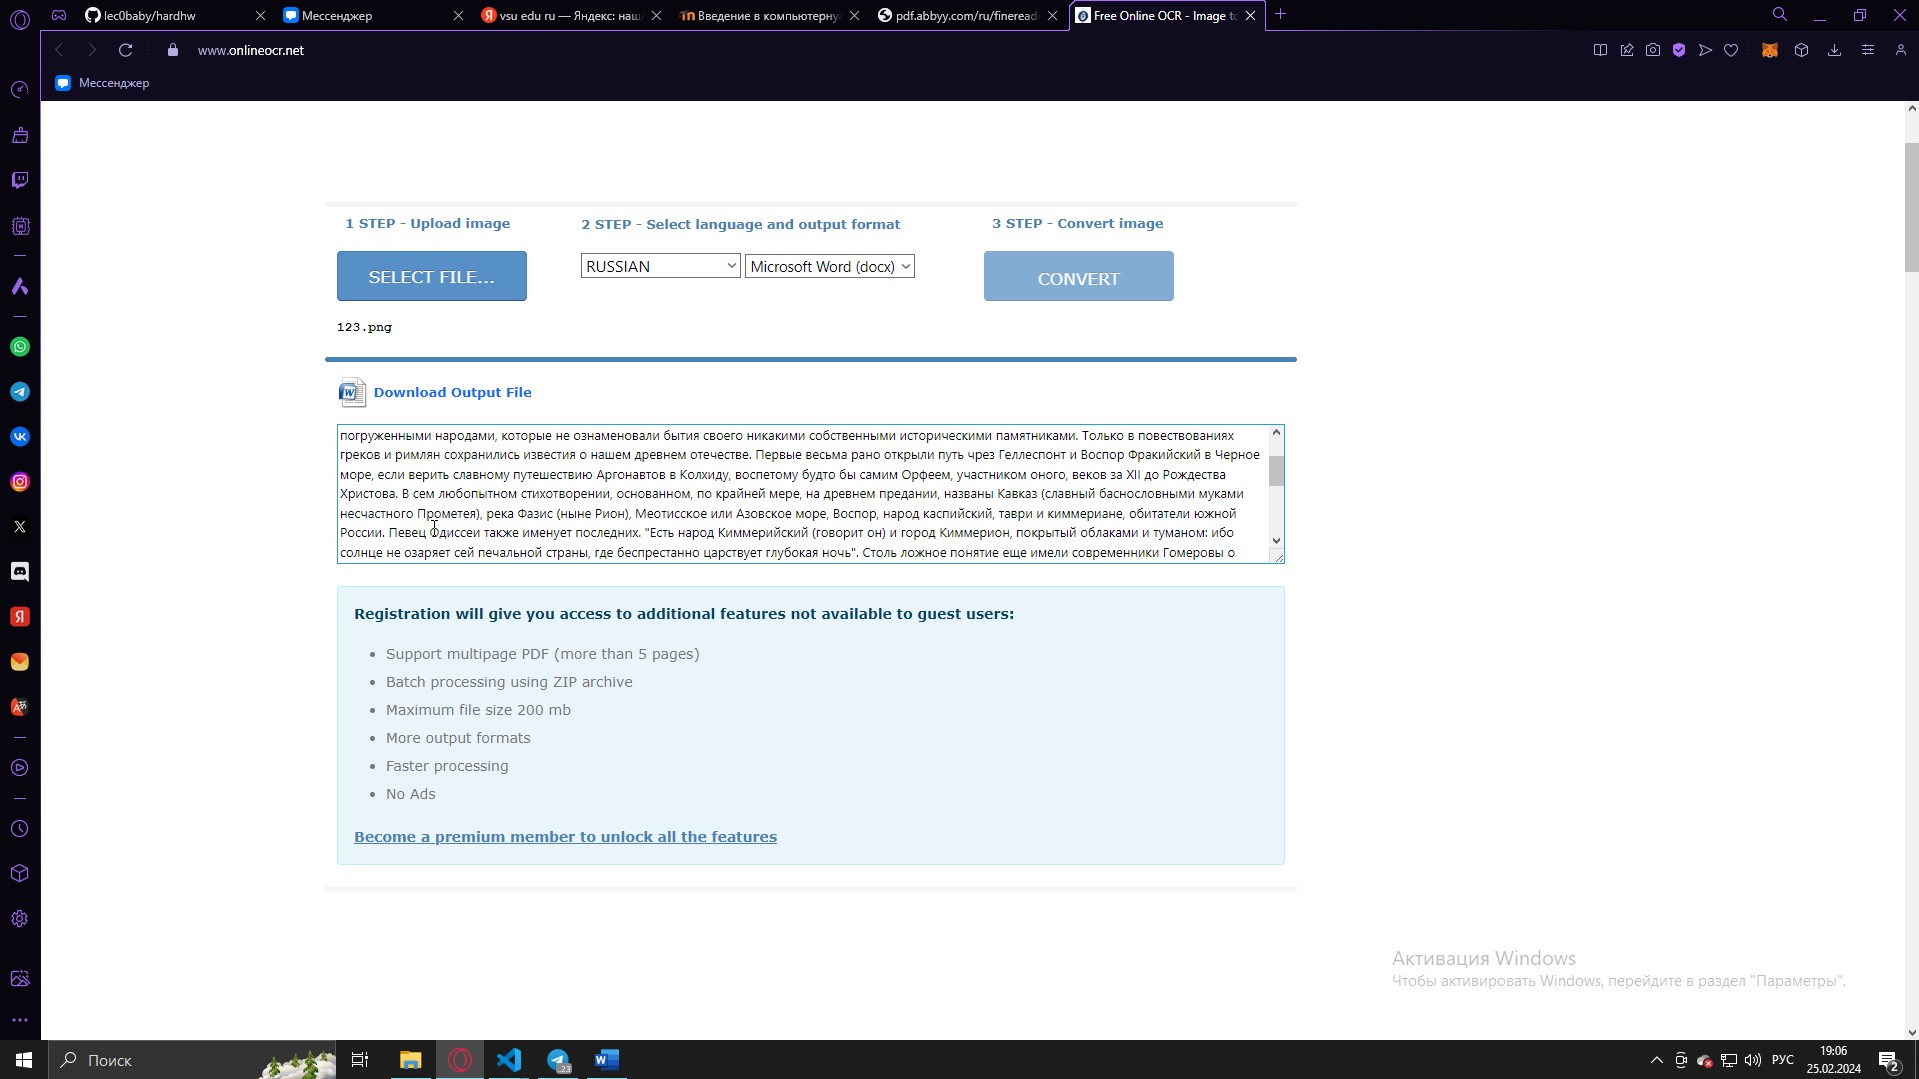 lec0baby/hardhw
Мессенджер
vsu edu ru — Яндекс: наш
Введение в компьютерну
pdf.abbyy.com/ru/finereade
Free Online OCR - Image to
www.onlineocr.net
Мессенджер
1 STEP - Upload image
2 STEP - Select language and output format
3 STEP - Convert image
SELECT FILE...
RUSSIAN
Microsoft Word (docx)
CONVERT
123.png
Download Output File
погруженными народами, которые не ознаменовали бытия своего никакими собственными историческими памятниками. Только в повествованиях
греков и римлян сохранились известия о нашем древнем отечестве. Первые весьма рано открыли путь чрез Геллеспонт и Воспор Фракийский в Черное
море, если верить славному путешествию Аргонавтов в Колхиду, воспетому будто бы самим Орфеем, участником оного, веков за XII до Рождества
Христова. В сем любопытном стихотворении, основанном, по крайней мере, на древнем предании, названы Кавказ (славный баснословными муками
несчастного Прометея), река Фазис (ныне Рион), Меотисское или Азовское море, Воспор, народ каспийский, таври и киммериане, обитатели южной
России. Певец Одиссеи также именует последних. "Есть народ Киммерийский (говорит он) и город Киммерион, покрытый облаками и туманом: ибо
солнце не озаряет сей печальной страны, где беспрестанно царствует глубокая ночь". Столь ложное понятие еще имели современники Гомеровы о
Registration will give you access to additional features not available to guest users:
Support multipage PDF (more than 5 pages)
Batch processing using ZIP archive
Maximum file size 200 mb
More output formats
Faster processing
No Ads
Become a premium member to unlock all the features
Активация Windows
Чтобы активировать Windows, перейдите в раздел "Параметры".
Поиск
23
РУС
19:06
25.02.2024
2